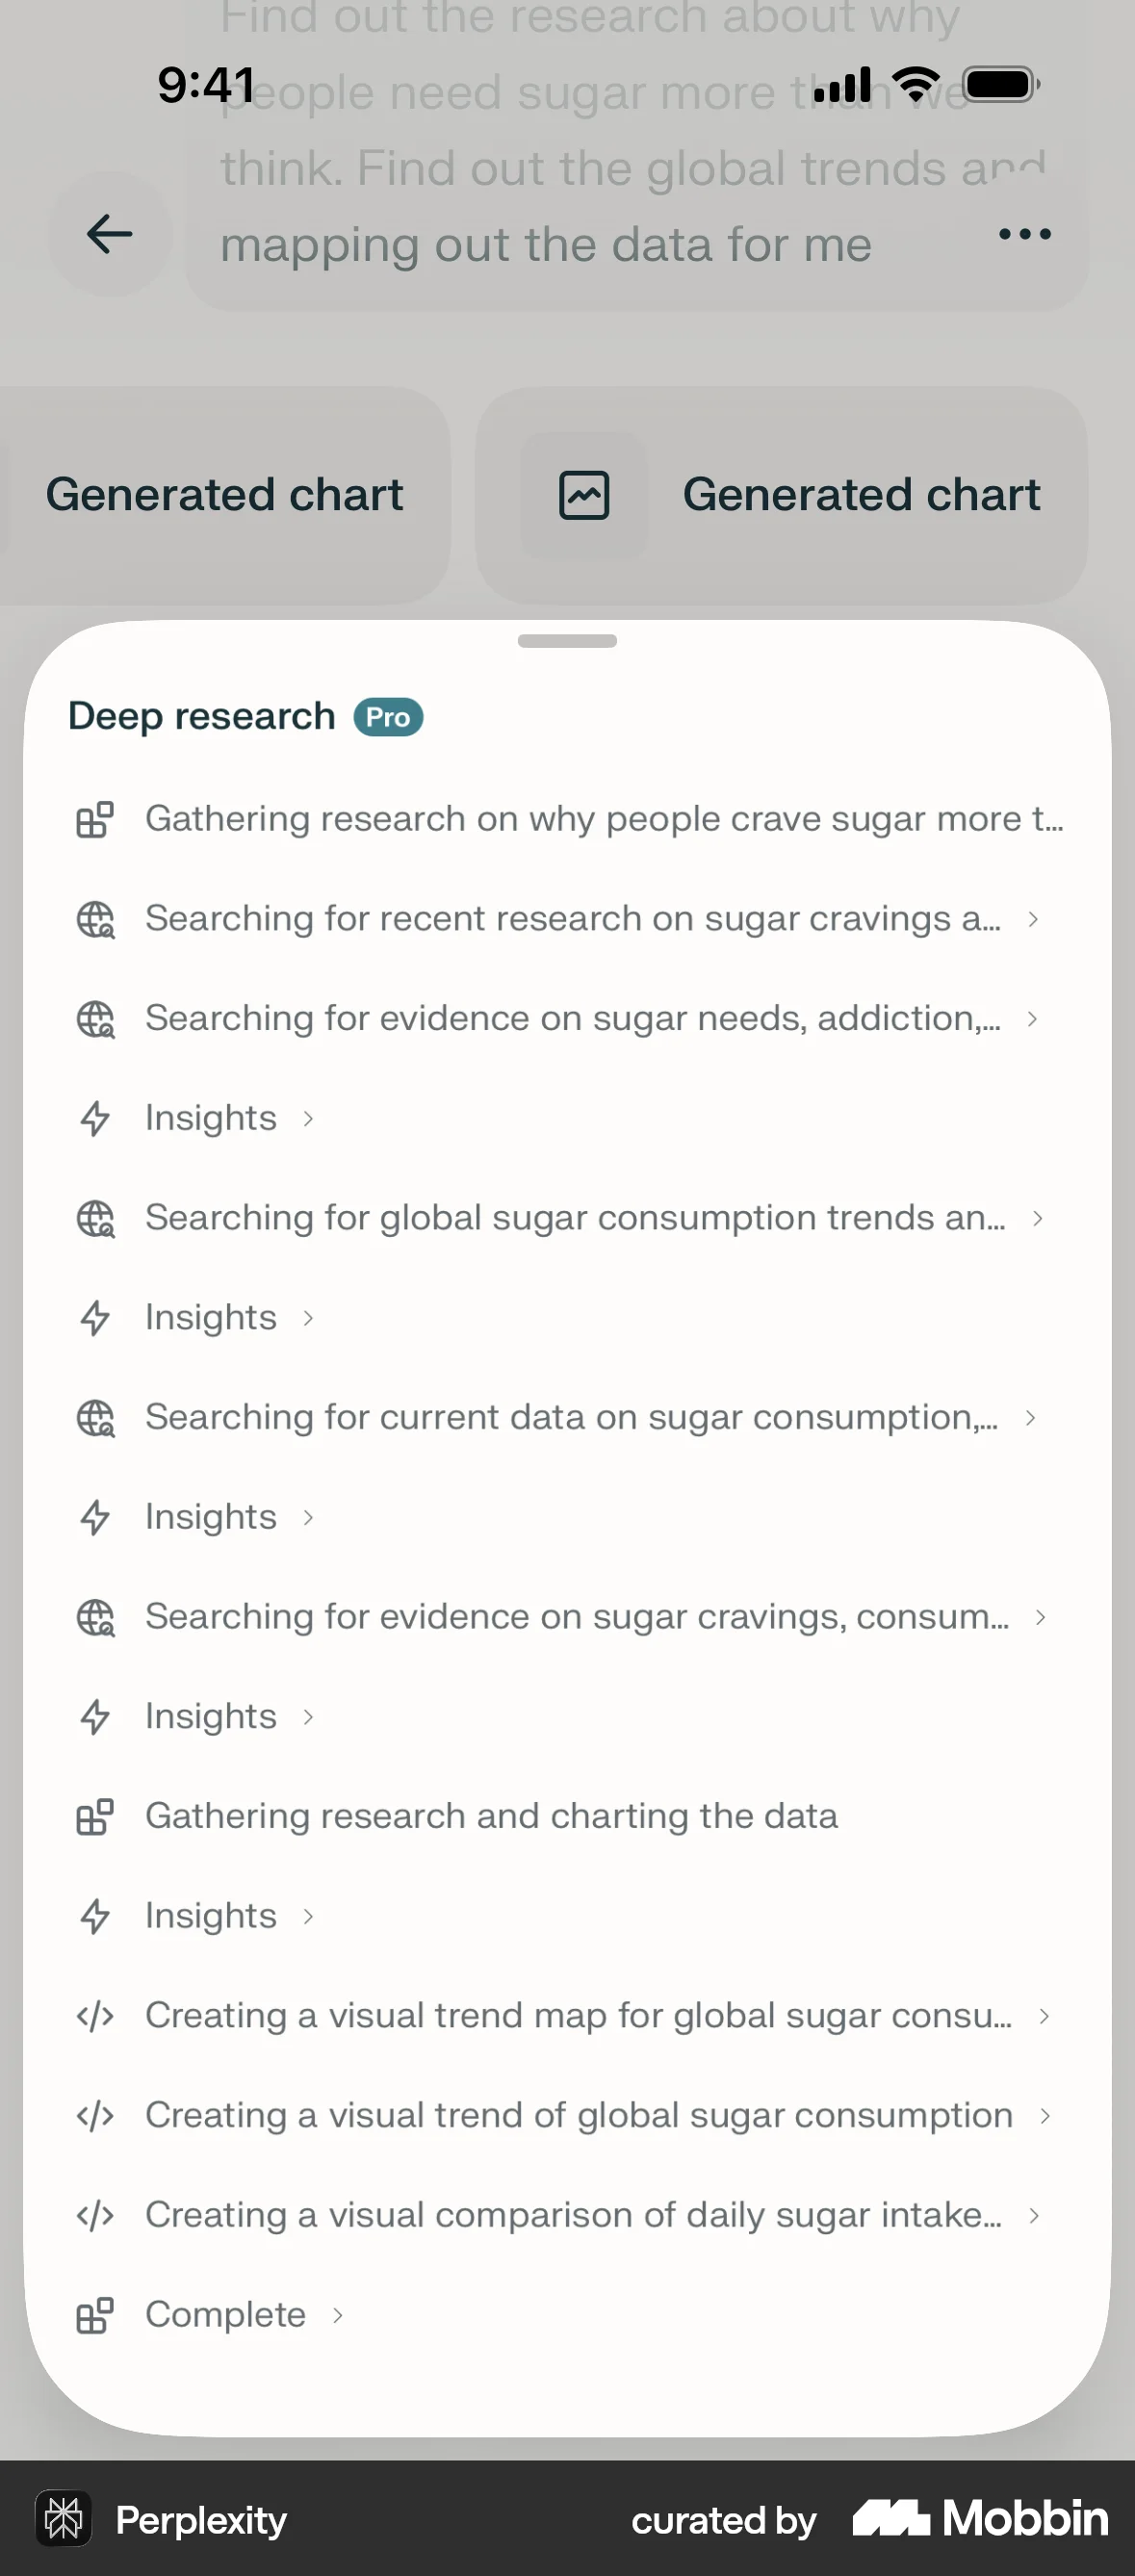 Find out the research about why
9:41
people need sugar more than we
think. Find out the global trends and
mapping out the data for me
Generated chart
Generated chart
Deep research Pro
Gathering research on why people crave sugar more t...
Searching for recent research on sugar cravings a...
Searching for evidence on sugar needs, addiction,...
Insights
Searching for global sugar consumption trends an...
Insights
Searching for current data on sugar consumption,...
Insights
Searching for evidence on sugar cravings, consum...
Insights
Gathering research and charting the data
Insights
Creating a visual trend map for global sugar consu...
Creating a visual trend of global sugar consumption
Creating a visual comparison of daily sugar intake...
Complete
Perplexity
curated by Mobbin